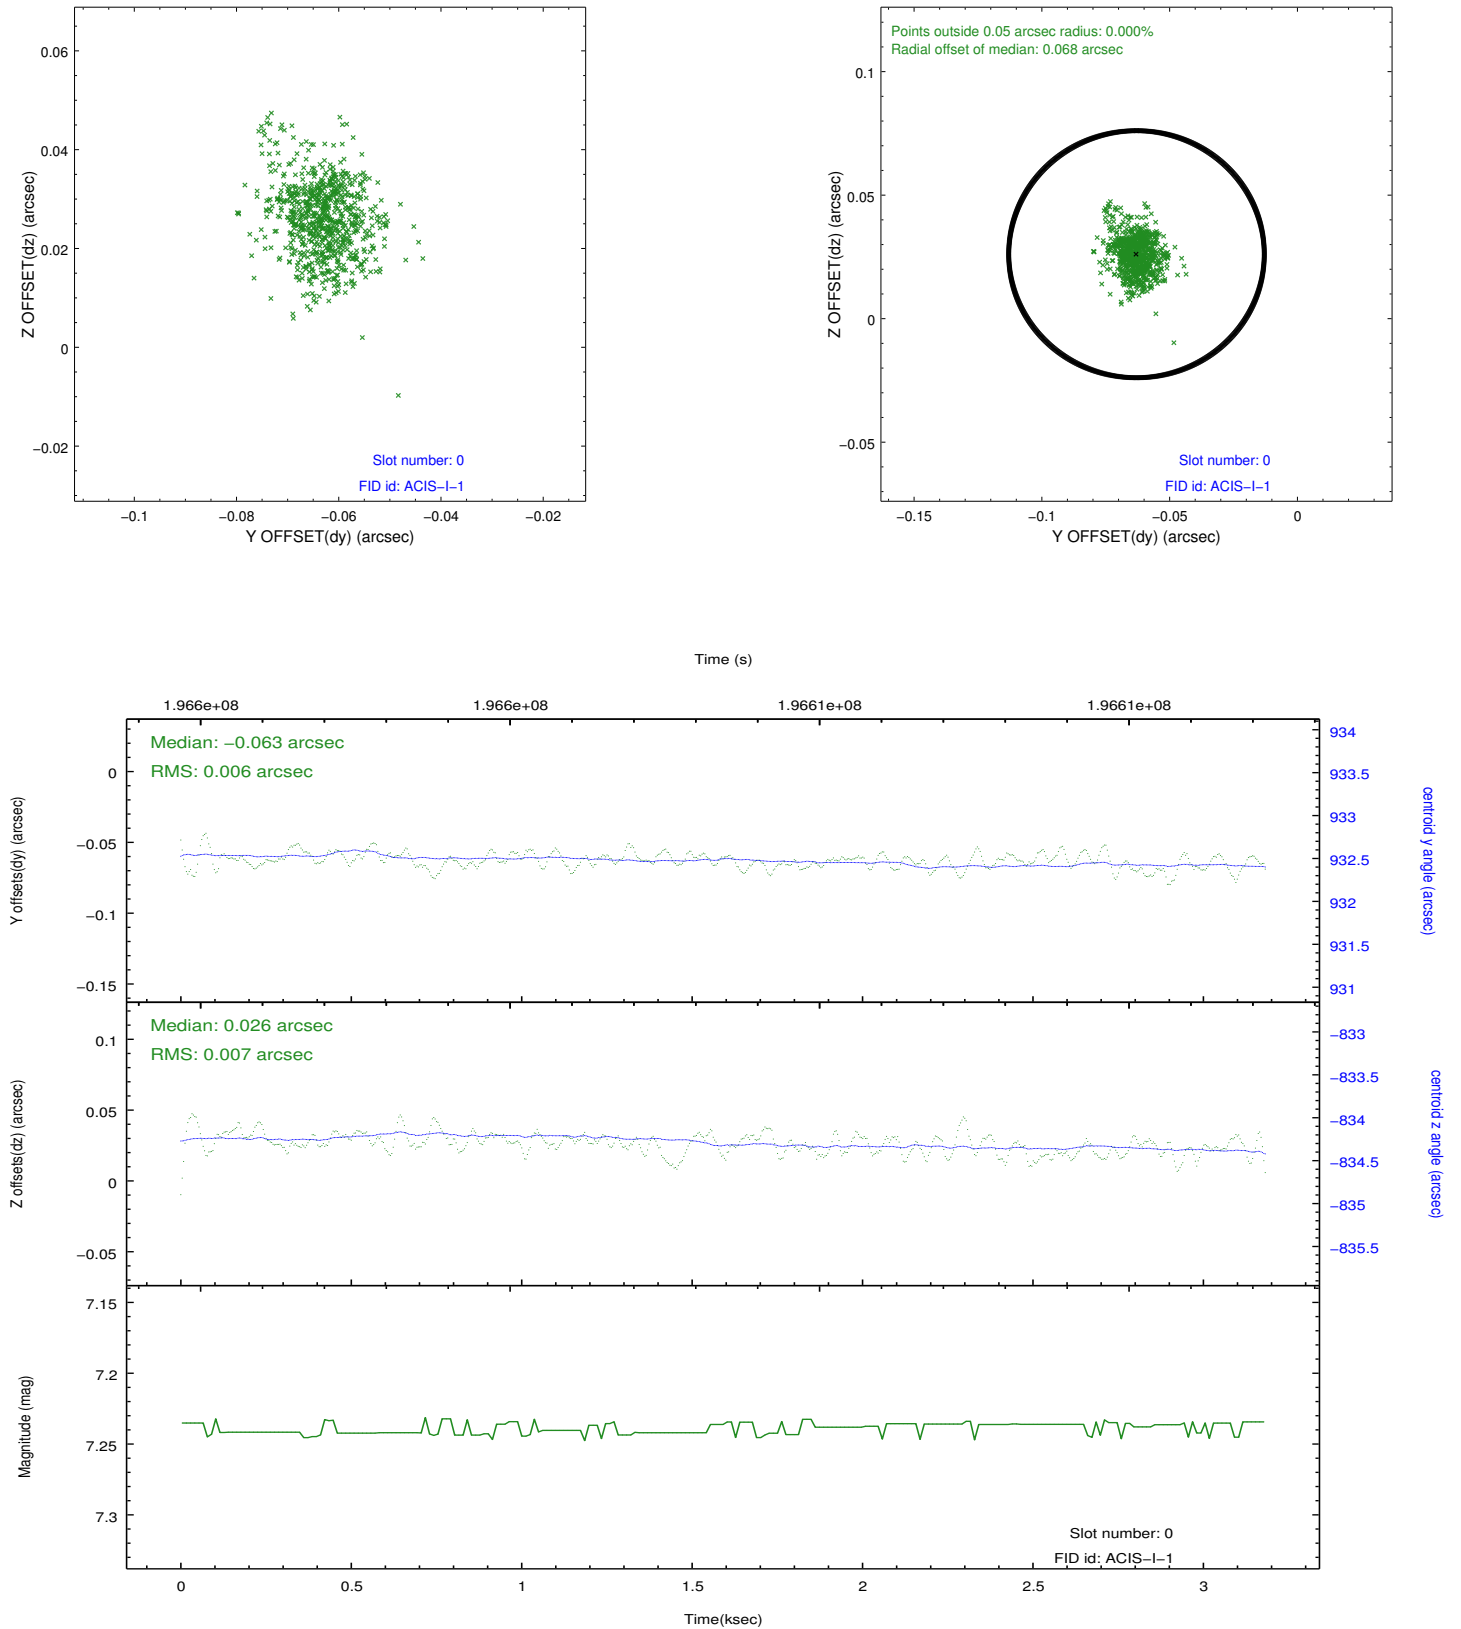 0.06
0.04
0.02
0
−0.02
Z OFFSET(dz) (arcsec)
Slot number: 0
FID id: ACIS−I−1
−0.1
−0.08
−0.06
−0.04
−0.02
Y OFFSET(dy) (arcsec)
Points outside 0.05 arcsec radius: 0.000%
Radial offset of median: 0.068 arcsec
0.1
0.05
0
−0.05
Z OFFSET(dz) (arcsec)
Slot number: 0
FID id: ACIS−I−1
−0.15
−0.1
−0.05
0
Y OFFSET(dy) (arcsec)
Time (s)
1.966e+08
1.966e+08
1.9661e+08
1.9661e+08
Median: −0.063 arcsec
RMS: 0.006 arcsec
0
−0.05
−0.1
−0.15
Y offsets(dy) (arcsec)
934
933.5
933
932.5
932
931.5
931
centroid y angle (arcsec)
Median: 0.026 arcsec
RMS: 0.007 arcsec
0.1
0.05
0
−0.05
Z offsets(dz) (arcsec)
−833
−833.5
−834
−834.5
−835
−835.5
centroid z angle (arcsec)
7.15
7.2
7.25
7.3
Magnitude (mag)
Slot number: 0
FID id: ACIS−I−1
0
0.5
1
1.5
2
2.5
3
Time(ksec)